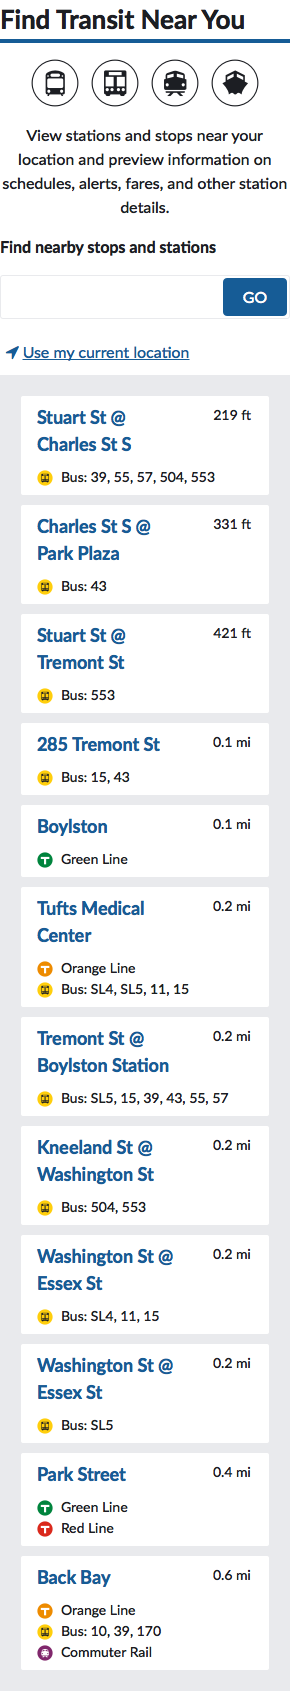 Find Transit Near You
View stations and stops near your
location and preview information on
schedules, alerts, fares, and other station
details.
Find nearby stops and stations
GO
Use my current location
Stuart St @ 219 ft
Charles St S
Bus: 39, 55, 57, 504, 553
Charles St S @ 331 ft
Park Plaza
Bus: 43
Stuart St @ 421 ft
Tremont St
Bus: 553
285 Tremont St 0.1 mi
Bus: 15, 43
Boylston 0.1 mi
T Green Line
Tufts Medical 0.2 mi
Center
T Orange Line
Bus: SL4, SL5, 11, 15
Tremont St @ 0.2 mi
Boylston Station
Bus: SL5, 15, 39, 43, 55, 57
Kneeland St @ 0.2 mi
Washington St
Bus: 504, 553
Washington St @ 0.2 mi
Essex St
Bus: SL4, 11, 15
Washington St @ 0.2 mi
Essex St
Bus: SL5
Park Street 0.4 mi
T Green Line
T Red Line
Back Bay 0.6 mi
T Orange Line
Bus: 10, 39, 170
Commuter Rail